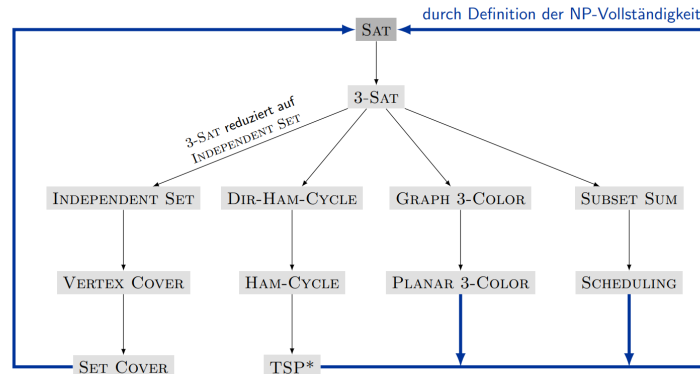 durch Definition der NP-Vollständigkeit
SAT
3-SAT
3-SAT reduziert auf
INDEPENDENT SET
INDEPENDENT SET
DIR-HAM-CYCLE
GRAPH 3-COLOR
SUBSET SUM
VERTEX COVER
HAM-CYCLE
PLANAR 3-COLOR
SCHEDULING
SET COVER
TSP*